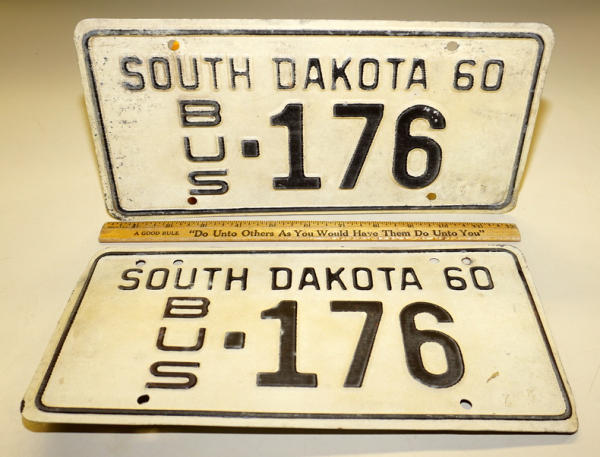 SOUTH DAKOTA 60
BUS ·176
A GOOD RULE "Do Unto Others As You Would Have Them Do Unto You"
SOUTH DAKOTA 60
BUS ·176